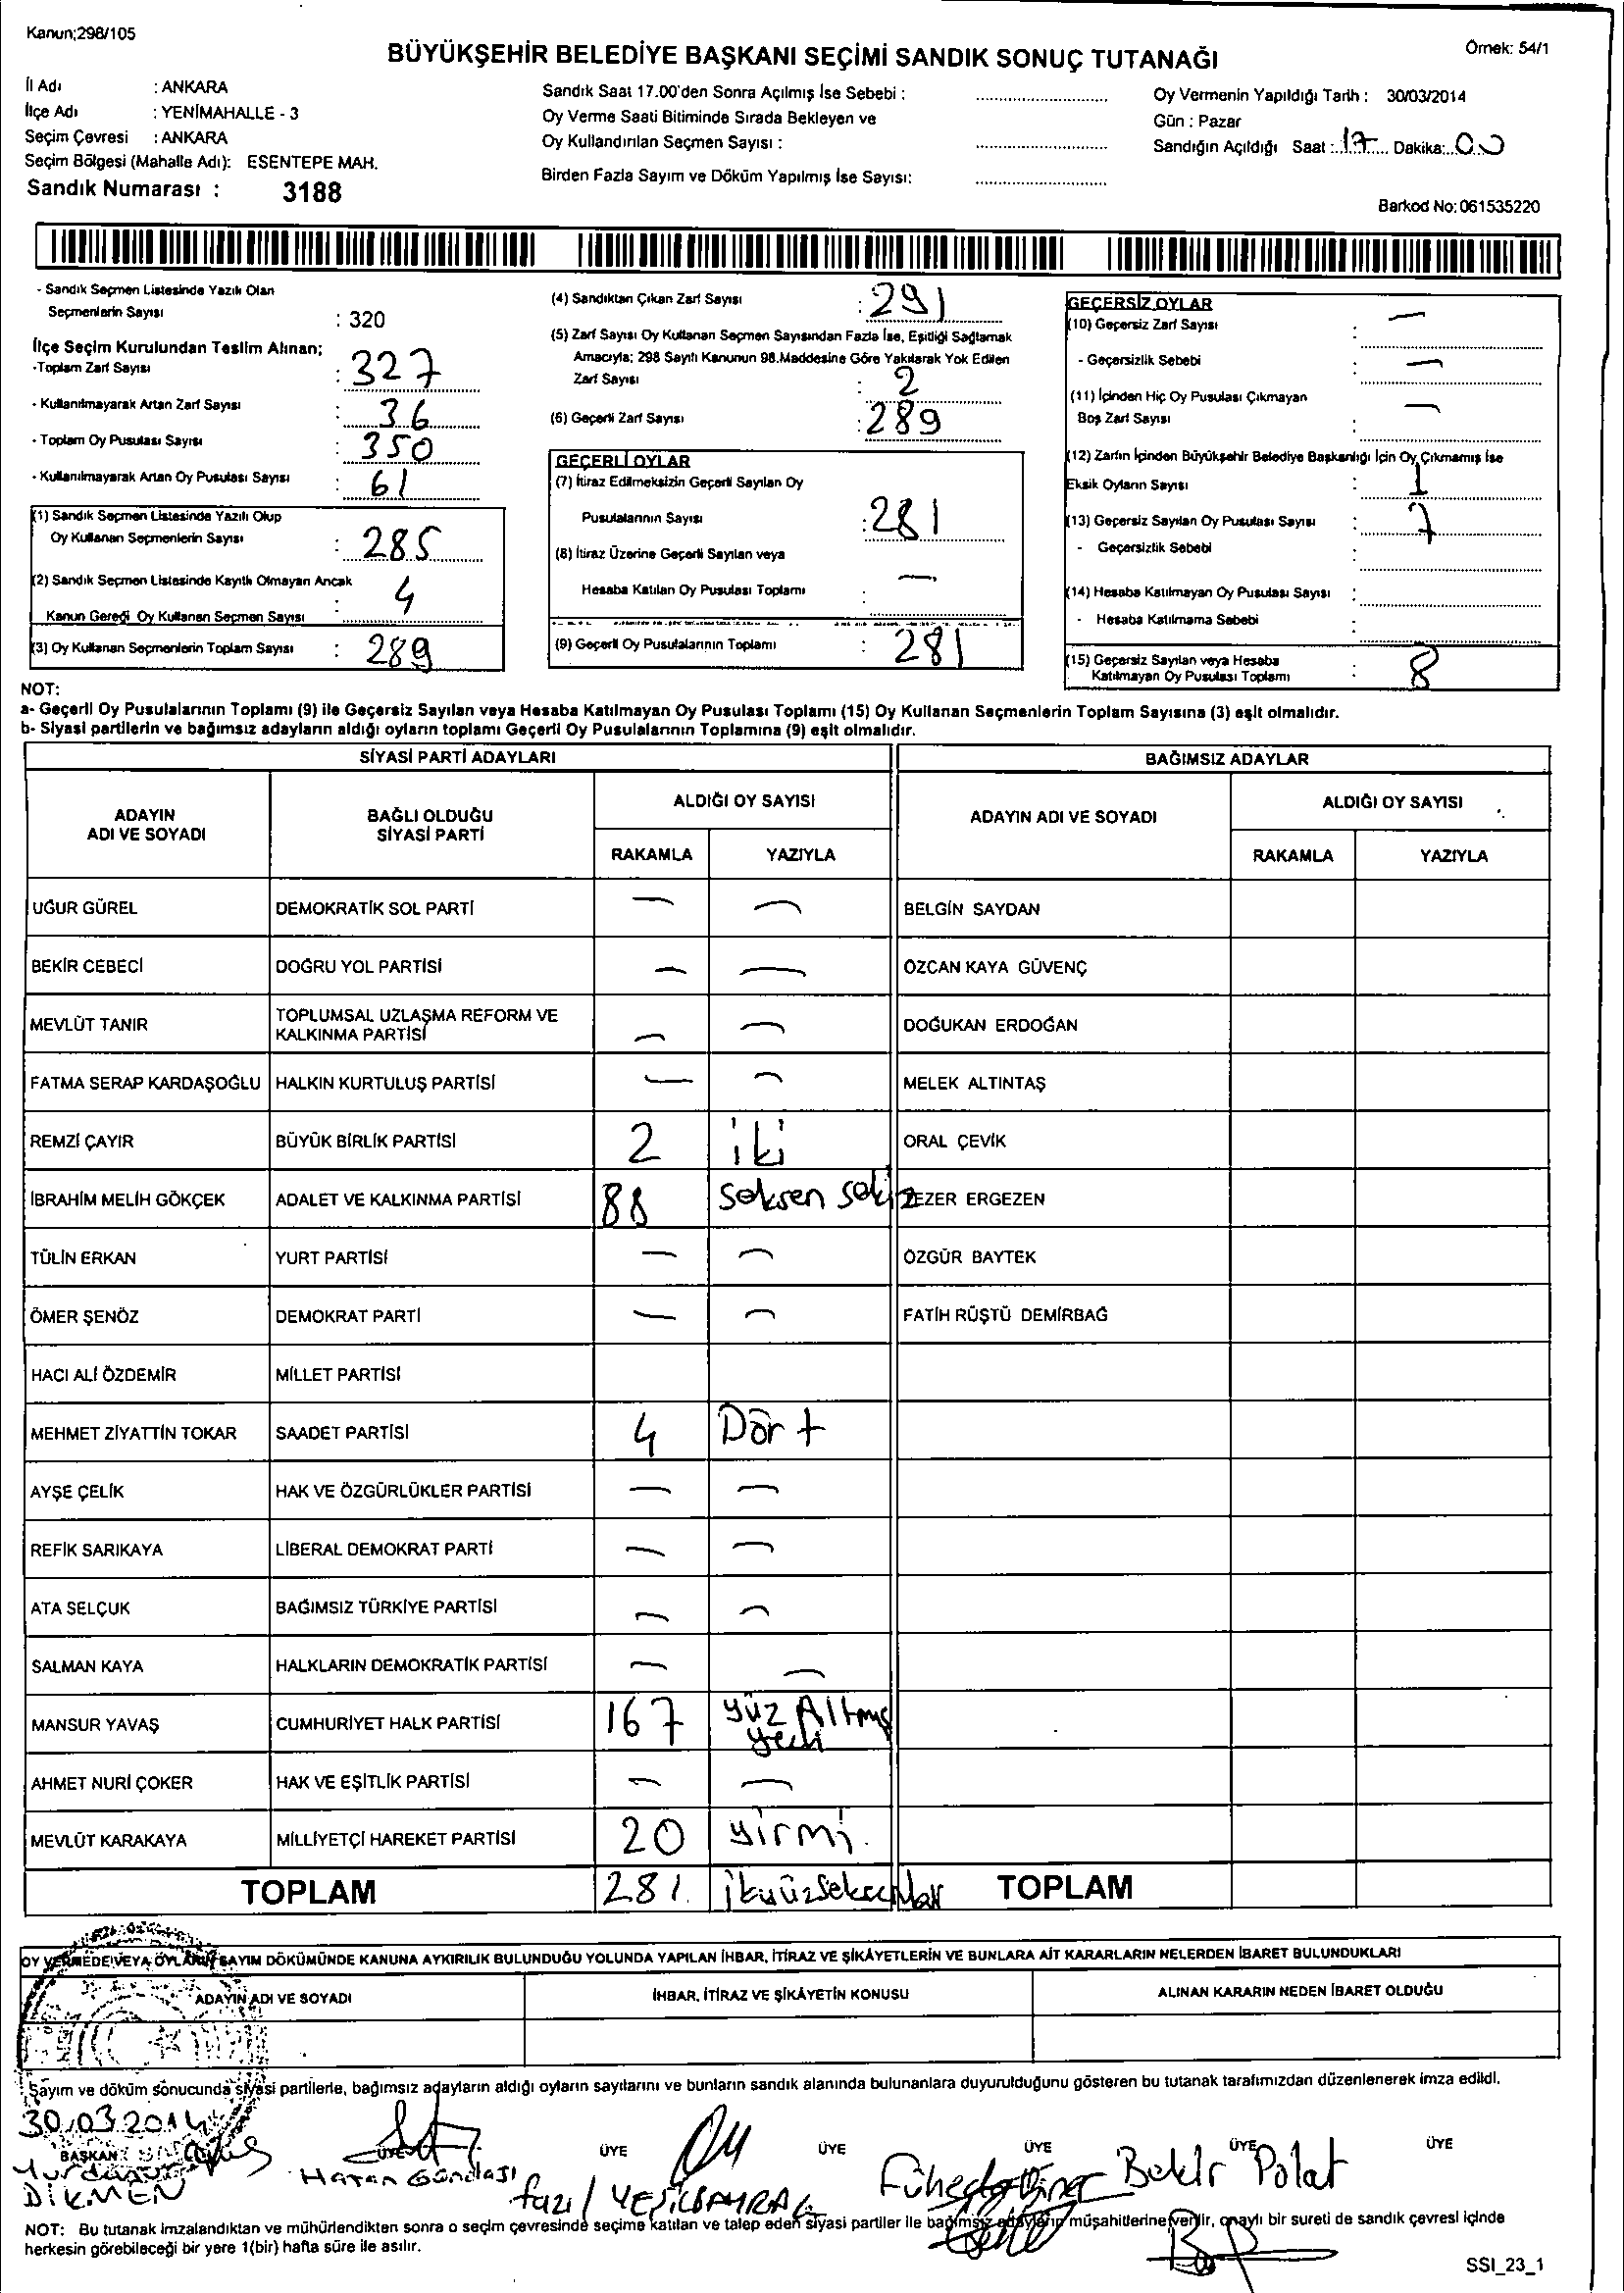 Kanun;298/105
BÜYÜKŞEHİR BELEDİYE BAŞKANI SEÇİMİ SANDIK SONUÇ TUTANAĞI
Örnek: 54/1
İl Adı : ANKARA
İlçe Adı : YENİMAHALLE - 3
Seçim Çevresi : ANKARA
Seçim Bölgesi (Mahalle Adı): ESENTEPE MAH.
Sandık Numarası : 3188
Sandık Saat 17.00'den Sonra Açılmış İse Sebebi :
Oy Verme Saati Bitiminde Sırada Bekleyen ve
Oy Kullandırılan Seçmen Sayısı :
Birden Fazla Sayım ve Döküm Yapılmış İse Sayısı:
Oy Vermenin Yapıldığı Tarih : 30/03/2014
Gün : Pazar
Sandığın Açıldığı Saat : 17 Dakika: 00
Barkod No: 061535220
- Sandık Seçmen Listesinde Yazılı Olan
Seçmenlerin Sayısı : 320
İlçe Seçim Kurulundan Teslim Alınan;
-Toplam Zarf Sayısı : 327
- Kullanılmayarak Artan Zarf Sayısı : 36
- Toplam Oy Pusulası Sayısı : 350
- Kullanılmayarak Artan Oy Pusulası Sayısı : 61
(1) Sandık Seçmen Listesinde Yazılı Olup
Oy Kullanan Seçmenlerin Sayısı : 285
(2) Sandık Seçmen Listesinde Kayıtlı Olmayan Ancak
Kanun Gereği Oy Kullanan Seçmen Sayısı : 4
(3) Oy Kullanan Seçmenlerin Toplam Sayısı : 289
(4) Sandıktan Çıkan Zarf Sayısı : 291
(5) Zarf Sayısı Oy Kullanan Seçmen Sayısından Fazla İse, Eşitliği Sağlamak
Amacıyla; 298 Sayılı Kanunun 98.Maddesine Göre Yakılarak Yok Edilen
Zarf Sayısı : 2
(6) Geçerli Zarf Sayısı : 289
GEÇERLİ OYLAR
(7) İtiraz Edilmeksizin Geçerli Sayılan Oy
Pusulalarının Sayısı : 281
(8) İtiraz Üzerine Geçerli Sayılan veya
Hesaba Katılan Oy Pusulası Toplamı : —
(9) Geçerli Oy Pusulalarının Toplamı : 281
GEÇERSİZ OYLAR
(10) Geçersiz Zarf Sayısı : —
- Geçersizlik Sebebi : —
(11) İçinden Hiç Oy Pusulası Çıkmayan
Boş Zarf Sayısı : —
(12) Zarfın İçinden Büyükşehir Belediye Başkanlığı İçin Oy Çıkmamış İse
Eksik Oyların Sayısı : 1
(13) Geçersiz Sayılan Oy Pusulası Sayısı : 7
- Geçersizlik Sebebi :
(14) Hesaba Katılmayan Oy Pusulası Sayısı :
- Hesaba Katılmama Sebebi :
(15) Geçersiz Sayılan veya Hesaba
Katılmayan Oy Pusulası Toplamı : 8
NOT:
a- Geçerli Oy Pusulalarının Toplamı (9) ile Geçersiz Sayılan veya Hesaba Katılmayan Oy Pusulası Toplamı (15) Oy Kullanan Seçmenlerin Toplam Sayısına (3) eşit olmalıdır.
b- Siyasi partilerin ve bağımsız adayların aldığı oyların toplamı Geçerli Oy Pusulalarının Toplamına (9) eşit olmalıdır.
SİYASİ PARTİ ADAYLARI
BAĞIMSIZ ADAYLAR
ADAYIN ADI VE SOYADI
BAĞLI OLDUĞU SİYASİ PARTİ
ALDIĞI OY SAYISI
RAKAMLA YAZIYLA
ADAYIN ADI VE SOYADI
ALDIĞI OY SAYISI
RAKAMLA YAZIYLA
UĞUR GÜREL DEMOKRATİK SOL PARTİ — — BELGİN SAYDAN
BEKİR CEBECİ DOĞRU YOL PARTİSİ — — ÖZCAN KAYA GÜVENÇ
MEVLÜT TANIR TOPLUMSAL UZLAŞMA REFORM VE KALKINMA PARTİSİ — — DOĞUKAN ERDOĞAN
FATMA SERAP KARDAŞOĞLU HALKIN KURTULUŞ PARTİSİ — — MELEK ALTINTAŞ
REMZİ ÇAYIR BÜYÜK BİRLİK PARTİSİ 2 iki ORAL ÇEVİK
İBRAHİM MELİH GÖKÇEK ADALET VE KALKINMA PARTİSİ 88 Seksen sekiz EZER ERGEZEN
TÜLİN ERKAN YURT PARTİSİ — — ÖZGÜR BAYTEK
ÖMER ŞENÖZ DEMOKRAT PARTİ — — FATİH RÜŞTÜ DEMİRBAĞ
HACI ALİ ÖZDEMİR MİLLET PARTİSİ
MEHMET ZİYATTİN TOKAR SAADET PARTİSİ 4 Dört
AYŞE ÇELİK HAK VE ÖZGÜRLÜKLER PARTİSİ — —
REFİK SARIKAYA LİBERAL DEMOKRAT PARTİ — —
ATA SELÇUK BAĞIMSIZ TÜRKİYE PARTİSİ — —
SALMAN KAYA HALKLARIN DEMOKRATİK PARTİSİ — —
MANSUR YAVAŞ CUMHURİYET HALK PARTİSİ 167 yüz Altmış yedi
AHMET NURİ ÇOKER HAK VE EŞİTLİK PARTİSİ — —
MEVLÜT KARAKAYA MİLLİYETÇİ HAREKET PARTİSİ 20 yirmi
TOPLAM 281 TOPLAM
OY VERMEDE VEYA OYLARIN SAYIM DÖKÜMÜNDE KANUNA AYKIRILIK BULUNDUĞU YOLUNDA YAPILAN İHBAR, İTİRAZ VE ŞİKÂYETLERİN VE BUNLARA AİT KARARLARIN NELERDEN İBARET BULUNDUKLARI
ADAYIN ADI VE SOYADI İHBAR, İTİRAZ VE ŞİKÂYETİN KONUSU ALINAN KARARIN NEDEN İBARET OLDUĞU
Sayım ve döküm sonucunda siyasi partilerle, bağımsız adayların aldığı oyların sayılarını ve bunların sandık alanında bulunanlara duyurulduğunu gösteren bu tutanak tarafımızdan düzenlenerek imza edildi.
30.03.2014
BAŞKAN ÜYE ÜYE ÜYE ÜYE ÜYE ÜYE
DİKMEN
Hasan Gündaşı
fazıl YEŞİLBAYRAK
Bekir Polat
NOT: Bu tutanak imzalandıktan ve mühürlendikten sonra o seçim çevresinde seçime katılan ve talep eden siyasi partiler ile bağımsız adayların müşahitlerine verilir, onaylı bir sureti de sandık çevresi içinde
herkesin görebileceği bir yere 1(bir) hafta süre ile asılır.
SSI_23_1